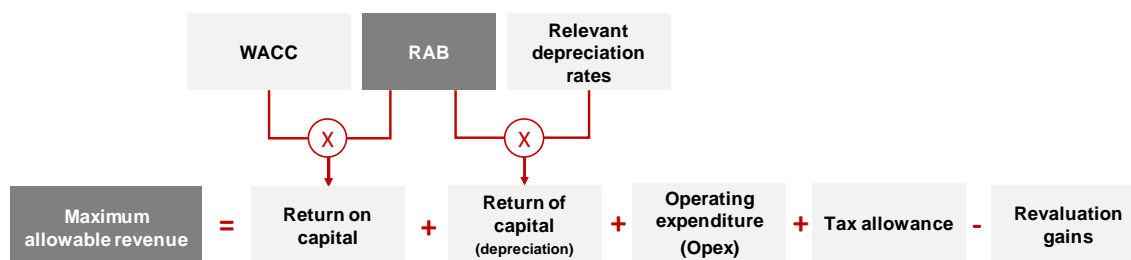 WACC
RAB
Relevant
depreciation
rates
X
X
Maximum
allowable revenue
=
Return on
capital
+
Return of
capital
(depreciation)
+
Operating
expenditure
(Opex)
+
Tax allowance
-
Revaluation
gains